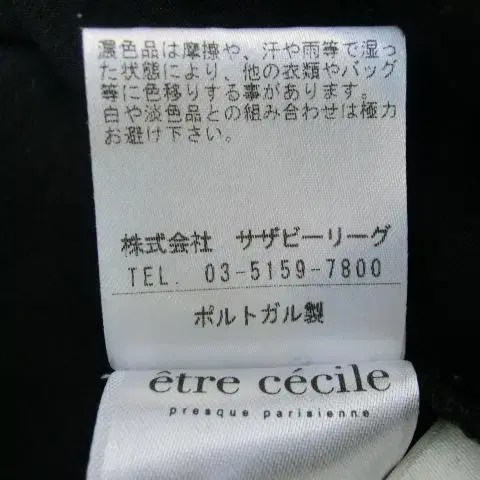 濃色品は摩擦や、汗や雨等で湿っ
た状態により、他の衣類やバッグ
等に色移りする事があります。
白や淡色品との組み合わせは極力
お避け下さい。
株式会社 サザビーリーグ
TEL. 03-5159-7800
ポルトガル製
être cécile
presque parisienne